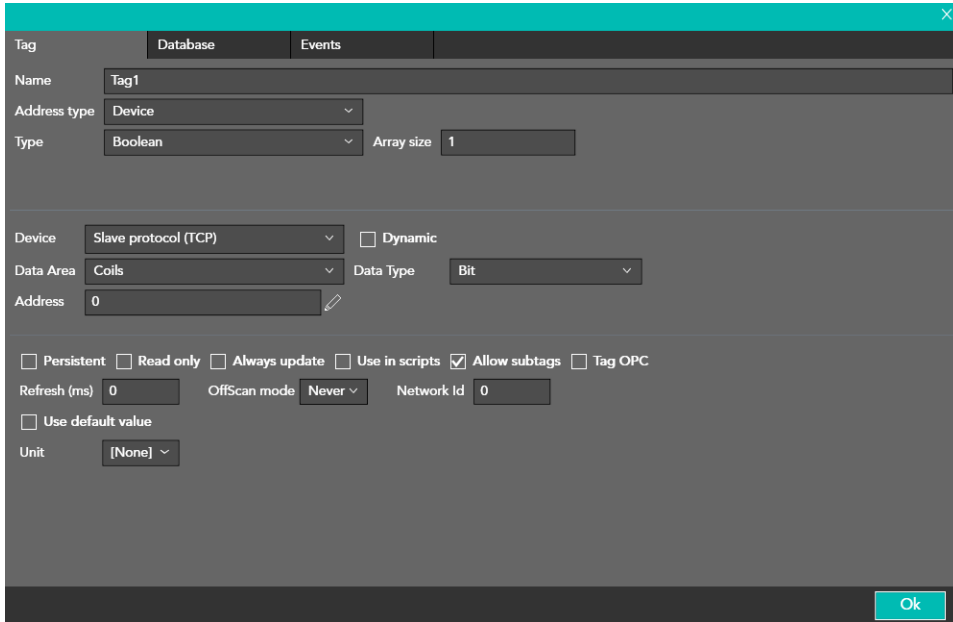 X
Tag Database Events
Name Tag1
Address type Device
Type Boolean Array size 1
Device Slave protocol (TCP) Dynamic
Data Area Coils Data Type Bit
Address 0
Persistent Read only Always update Use in scripts Allow subtags Tag OPC
Refresh (ms) 0 OffScan mode Never Network Id 0
Use default value
Unit [None]
Ok